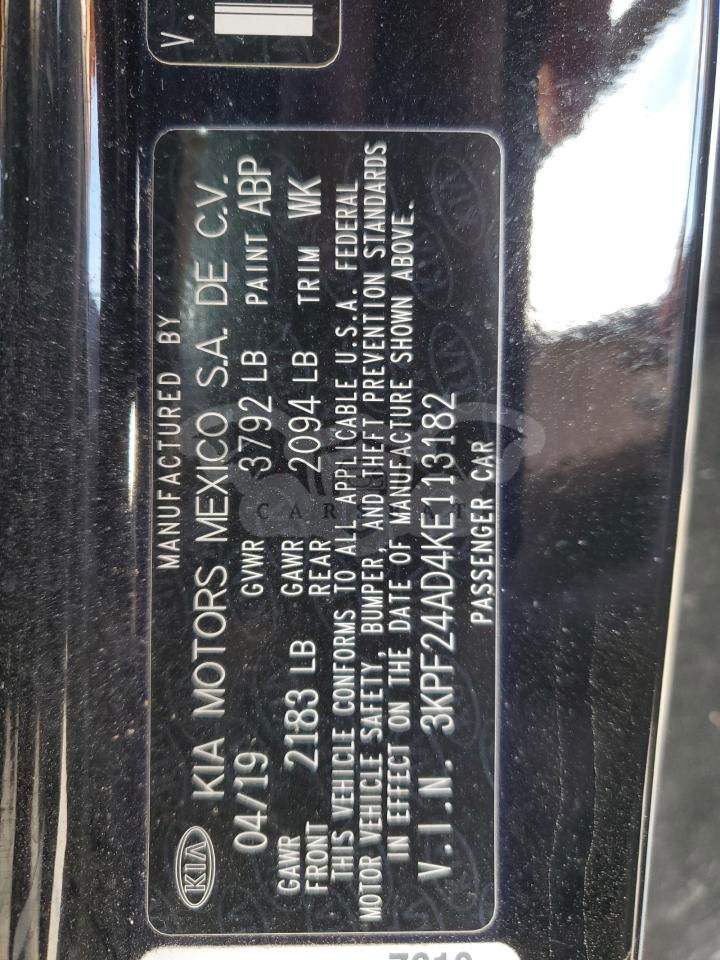 MANUFACTURED BY
KIA KIA MOTORS MEXICO S.A. DE C.V.
04/19 GVWR 3792 LB PAINT ABP
GAWR FRONT 2183 LB GAWR REAR 2094 LB TRIM WK
THIS VEHICLE CONFORMS TO ALL APPLICABLE U.S.A. FEDERAL
MOTOR VEHICLE SAFETY, BUMPER, AND THEFT PREVENTION STANDARDS
IN EFFECT ON THE DATE OF MANUFACTURE SHOWN ABOVE.
V.I.N. 3KPF24AD4KE113182
PASSENGER CAR
V.